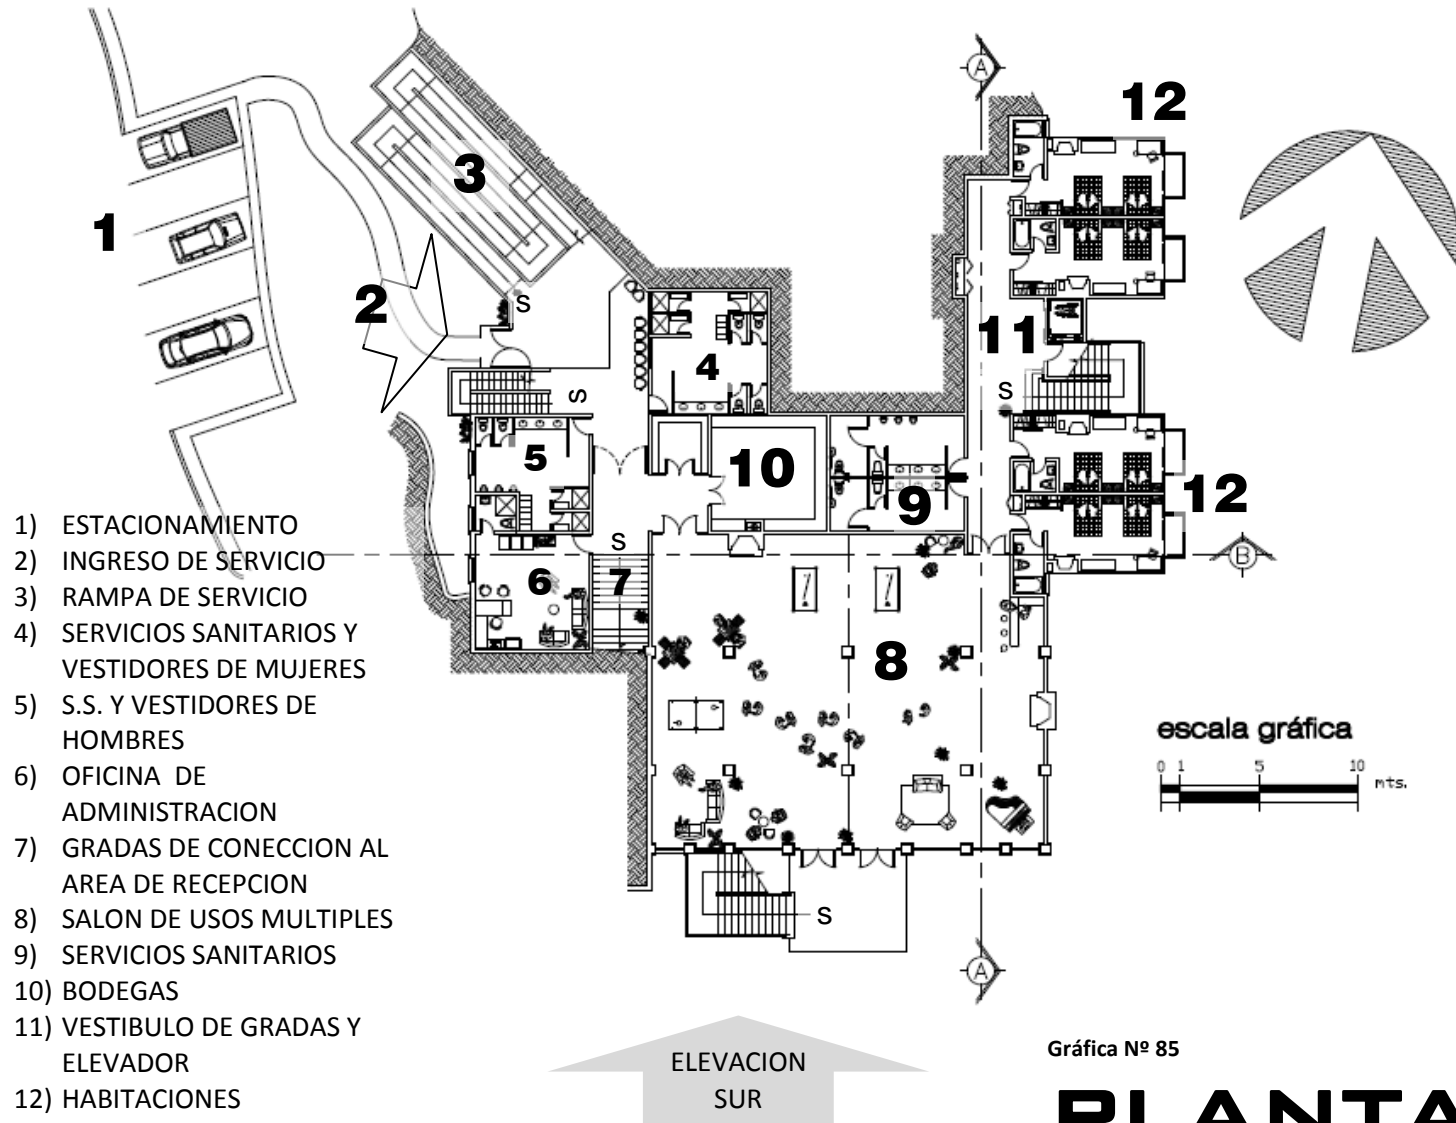 A
12
3
1
2
S
11
4
S
S
5
10
12
9
S
B
6
7
8
1) ESTACIONAMIENTO
2) INGRESO DE SERVICIO
3) RAMPA DE SERVICIO
4) SERVICIOS SANITARIOS Y
VESTIDORES DE MUJERES
5) S.S. Y VESTIDORES DE
HOMBRES
6) OFICINA DE
ADMINISTRACION
7) GRADAS DE CONECCION AL
AREA DE RECEPCION
8) SALON DE USOS MULTIPLES
9) SERVICIOS SANITARIOS
10) BODEGAS
11) VESTIBULO DE GRADAS Y
ELEVADOR
12) HABITACIONES
escala gráfica
0 1 5 10
mts.
S
A
ELEVACION
SUR
Gráfica Nº 85
PLANTA